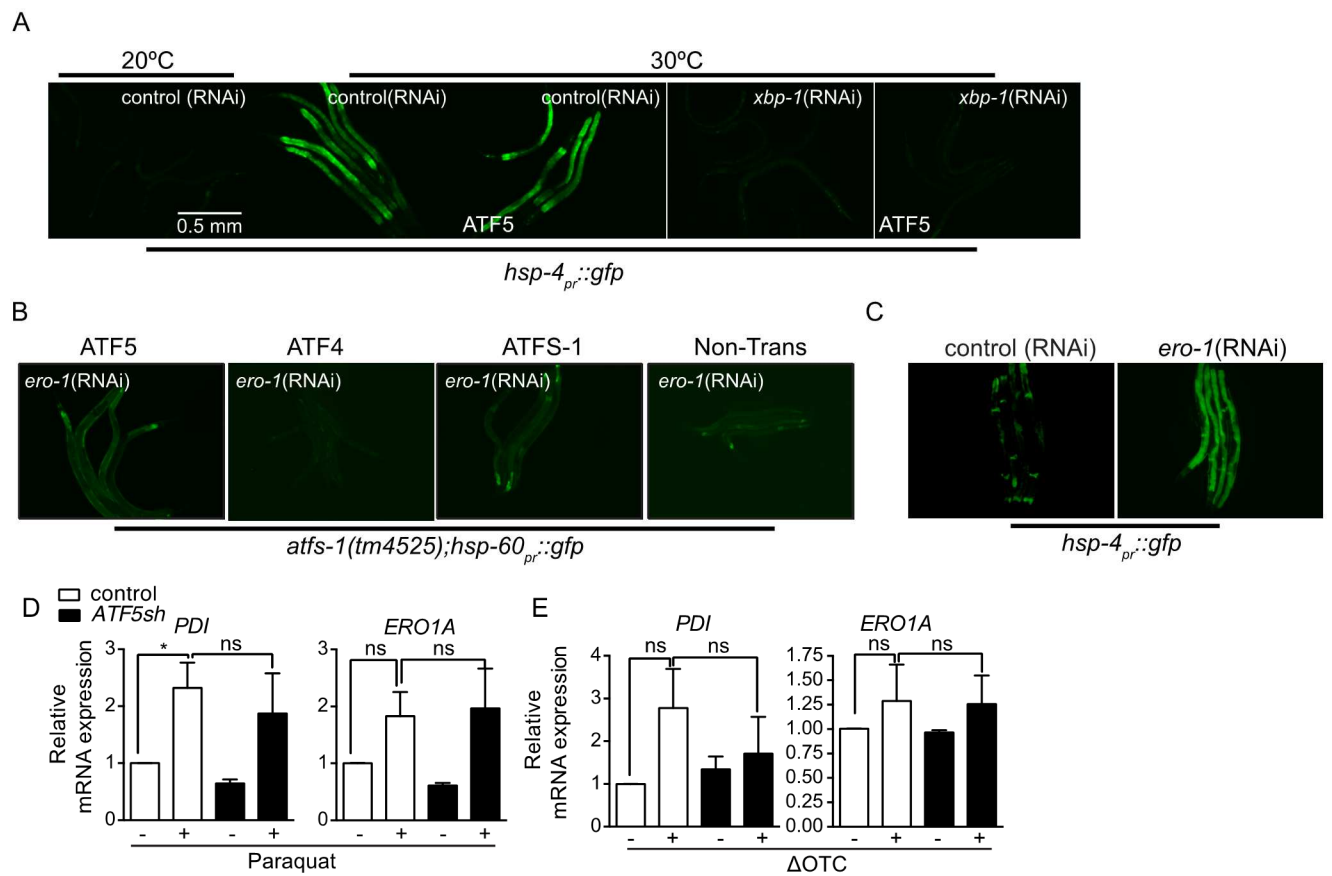 A
20ºC 30ºC
control (RNAi) control(RNAi) control(RNAi) xbp-1(RNAi) xbp-1(RNAi)
0.5 mm ATF5 ATF5
hsp-4pr::gfp
B
ATF5 ATF4 ATFS-1 Non-Trans
ero-1(RNAi) ero-1(RNAi) ero-1(RNAi) ero-1(RNAi)
atfs-1(tm4525);hsp-60pr::gfp
C
control (RNAi) ero-1(RNAi)
hsp-4pr::gfp
D
control
ATF5sh
PDI
Relative
mRNA expression
3
2
1
0
* ns
- + - +
ERO1A
3
2
1
0
ns ns
- + - +
Paraquat
E
PDI
Relative
mRNA expression
4
3
2
1
0
ns ns
- + - +
ERO1A
1.75
1.50
1.25
1.00
0.75
0.50
0.25
0.00
ns ns
- + - +
ΔOTC